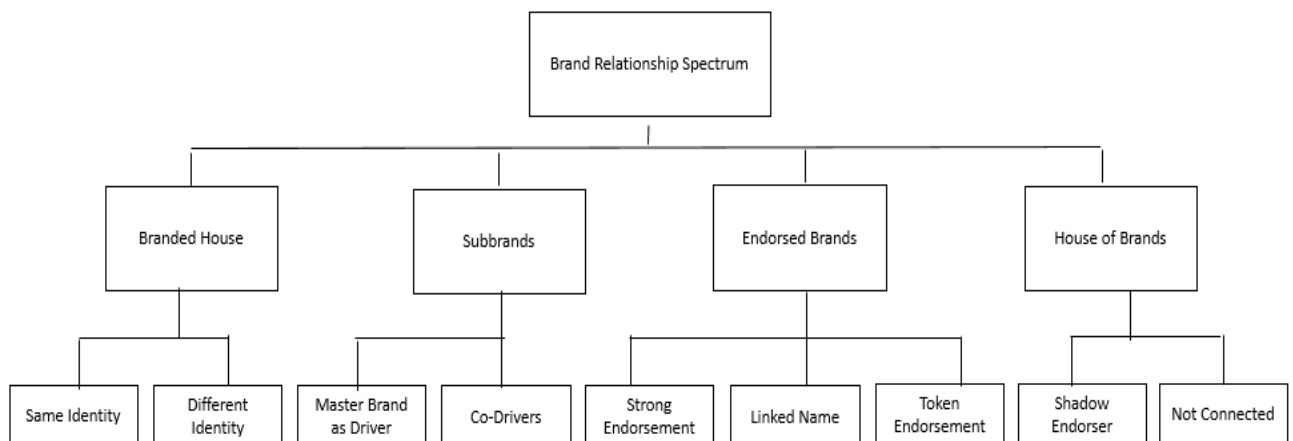 Brand Relationship Spectrum
Branded House
Subbrands
Endorsed Brands
House of Brands
Same Identity
Different
Identity
Master Brand
as Driver
Co-Drivers
Strong
Endorsement
Linked Name
Token
Endorsement
Shadow
Endorser
Not Connected